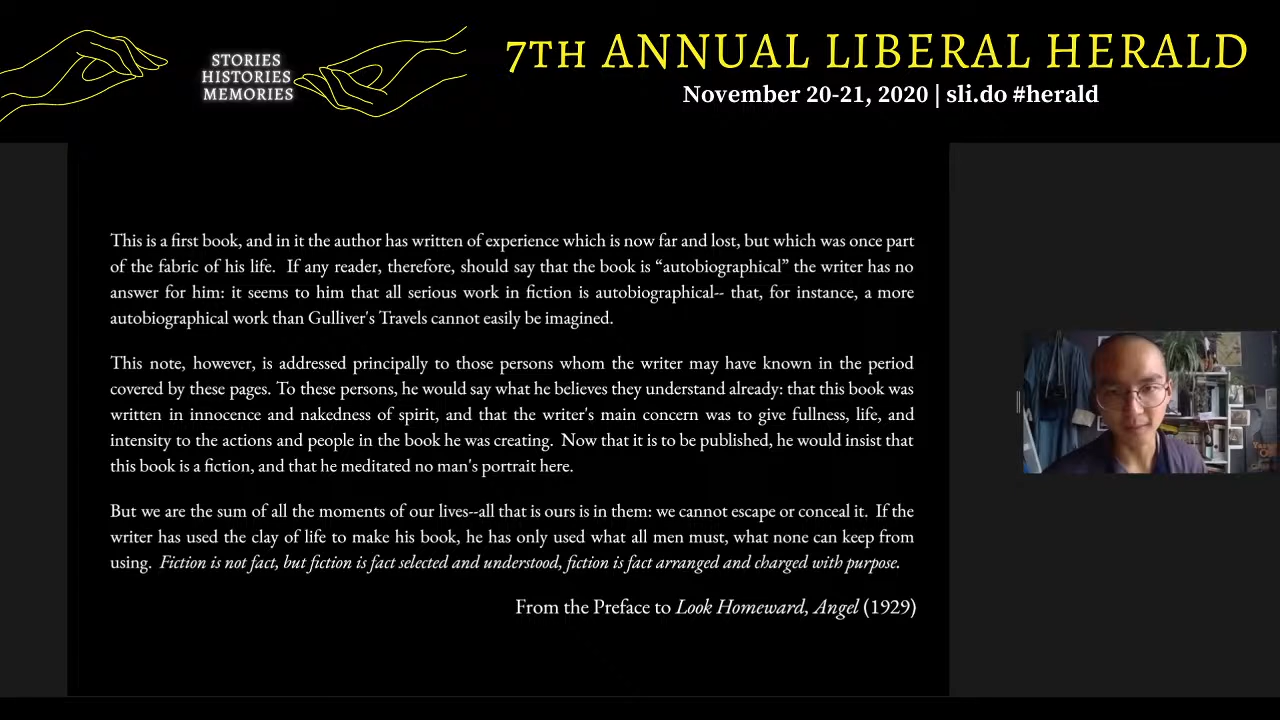 STORIES
HISTORIES
MEMORIES
7TH ANNUAL LIBERAL HERALD
November 20-21, 2020 | sli.do #herald
This is a first book, and in it the author has written of experience which is now far and lost, but which was once part
of the fabric of his life. If any reader, therefore, should say that the book is “autobiographical” the writer has no
answer for him: it seems to him that all serious work in fiction is autobiographical-- that, for instance, a more
autobiographical work than Gulliver's Travels cannot easily be imagined.
This note, however, is addressed principally to those persons whom the writer may have known in the period
covered by these pages. To these persons, he would say what he believes they understand already: that this book was
written in innocence and nakedness of spirit, and that the writer's main concern was to give fullness, life, and
intensity to the actions and people in the book he was creating. Now that it is to be published, he would insist that
this book is a fiction, and that he meditated no man's portrait here.
But we are the sum of all the moments of our lives--all that is ours is in them: we cannot escape or conceal it. If the
writer has used the clay of life to make his book, he has only used what all men must, what none can keep from
using. Fiction is not fact, but fiction is fact selected and understood, fiction is fact arranged and charged with purpose.
From the Preface to Look Homeward, Angel (1929)